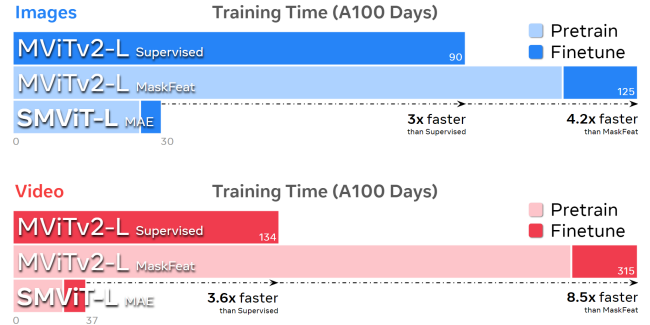 Images
Training Time (A100 Days)
Pretrain
Finetune
MViTv2-L Supervised
90
MViTv2-L MaskFeat
125
SMViT-L MAE
3x faster
than Supervised
4.2x faster
than MaskFeat
0
30
Video
Training Time (A100 Days)
Pretrain
Finetune
MViTv2-L Supervised
134
MViTv2-L MaskFeat
315
SMViT-L MAE
3.6x faster
than Supervised
8.5x faster
than MaskFeat
0
37